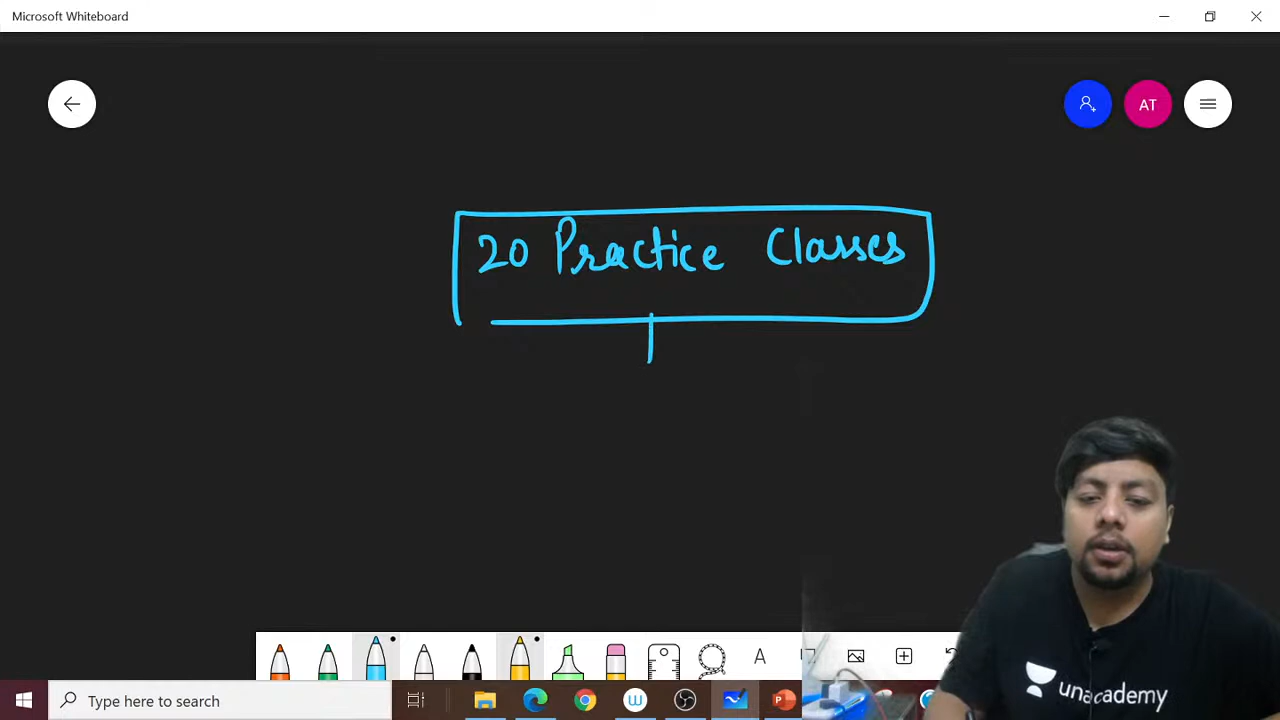 Microsoft Whiteboard
AT
20 Practice Classes
A
unacademy
Type here to search